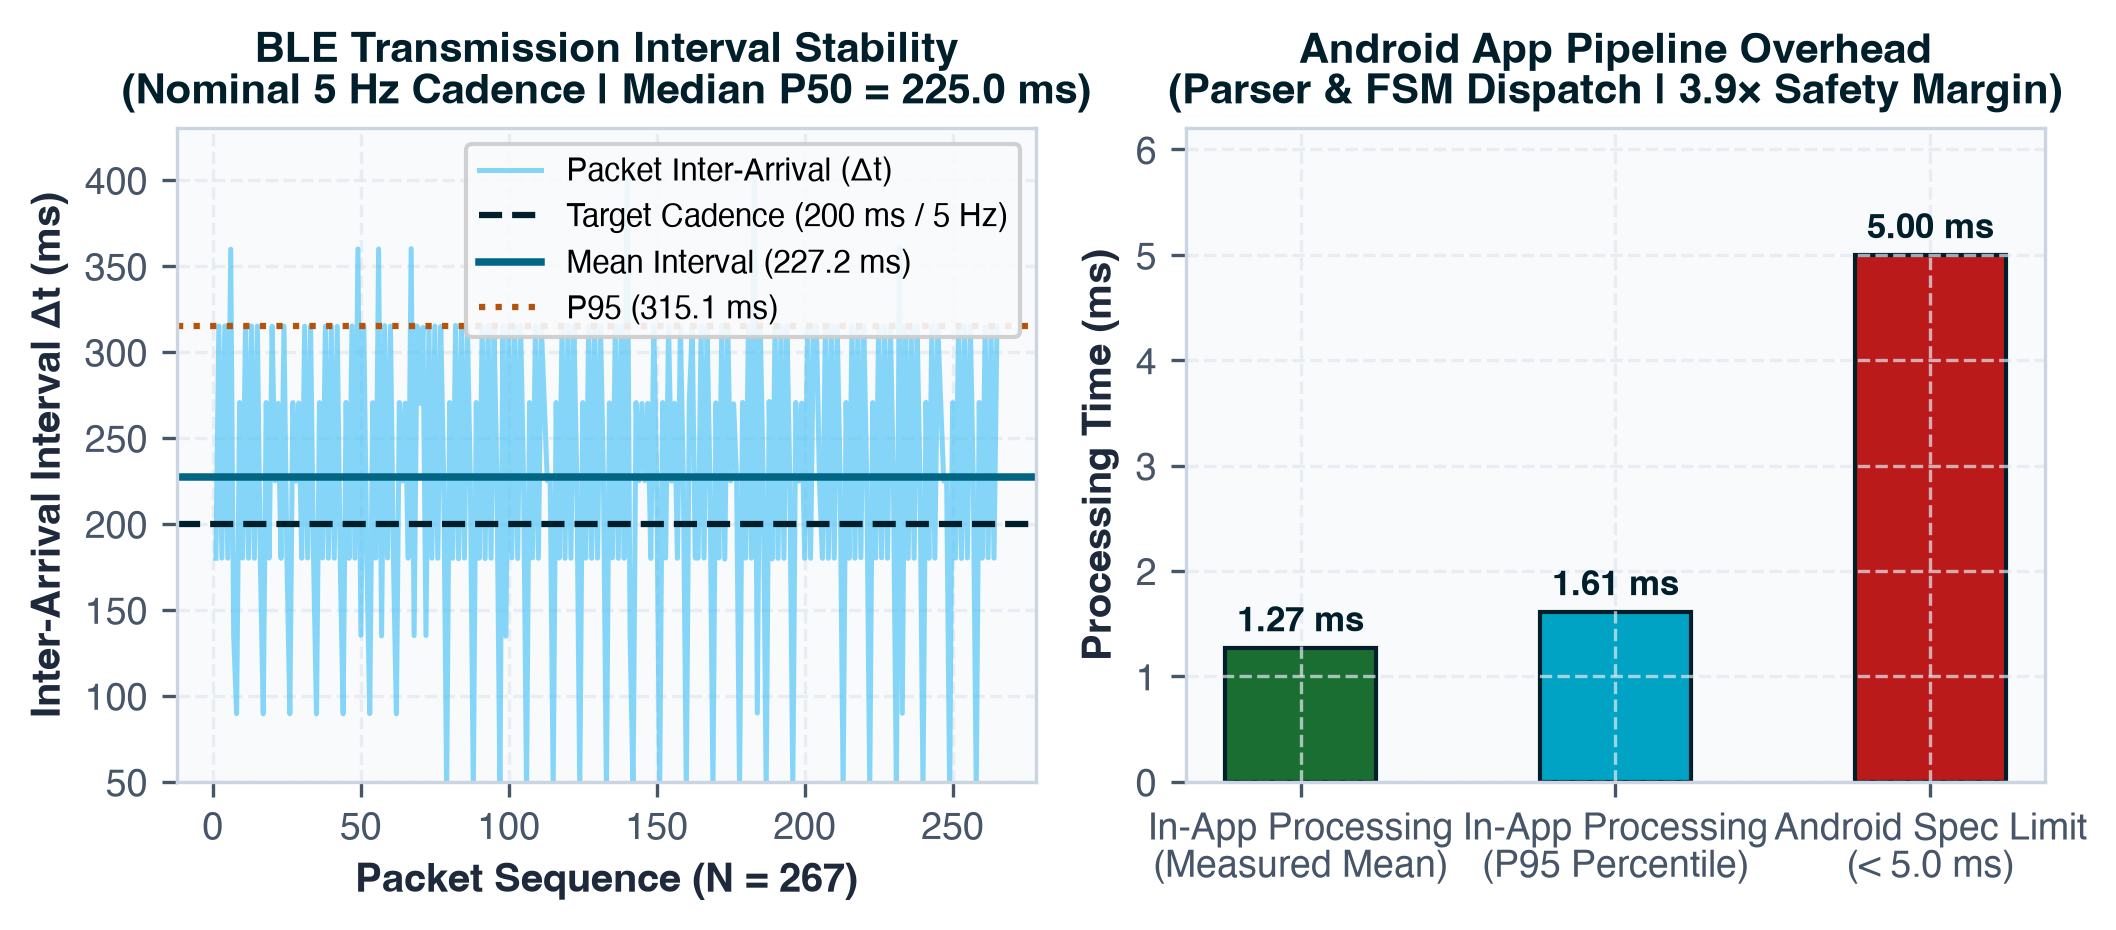 BLE Transmission Interval Stability
(Nominal 5 Hz Cadence | Median P50 = 225.0 ms)
400
350
300
250
200
150
100
50
Inter-Arrival Interval Δt (ms)
Packet Inter-Arrival (Δt)
Target Cadence (200 ms / 5 Hz)
Mean Interval (227.2 ms)
P95 (315.1 ms)
0 50 100 150 200 250
Packet Sequence (N = 267)
Android App Pipeline Overhead
(Parser & FSM Dispatch | 3.9× Safety Margin)
6
5
4
3
2
1
0
Processing Time (ms)
1.27 ms
1.61 ms
5.00 ms
In-App Processing
(Measured Mean)
In-App Processing
(P95 Percentile)
Android Spec Limit
(< 5.0 ms)